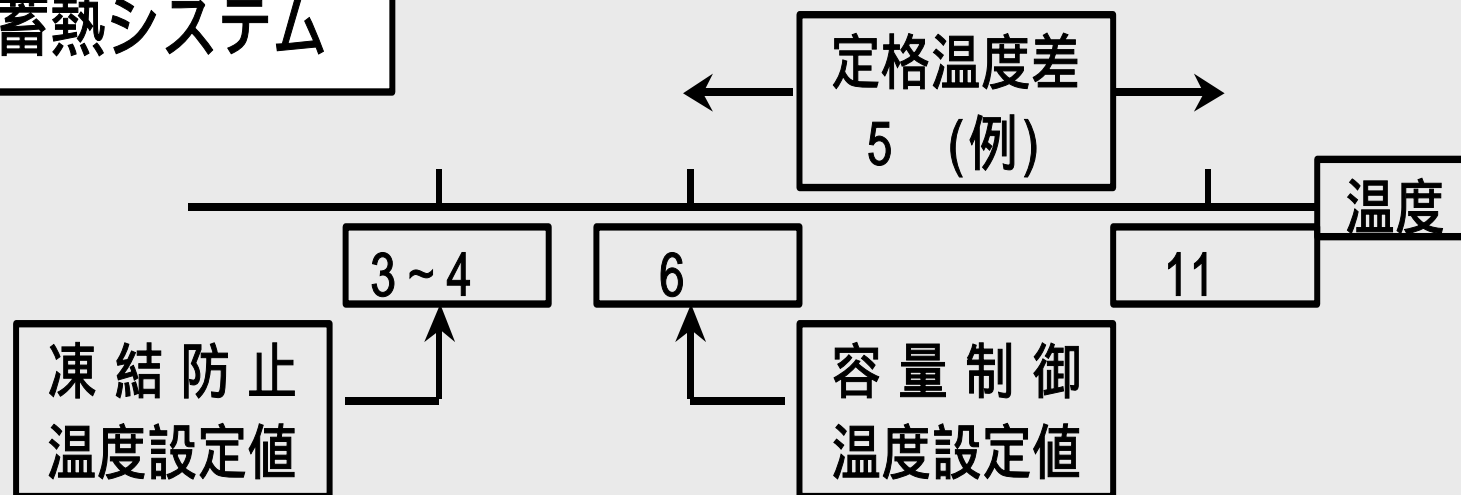 蓄熱システム
定格温度差
5 (例)
温度
3~4
6
11
凍結防止
温度設定値
容量制御
温度設定値